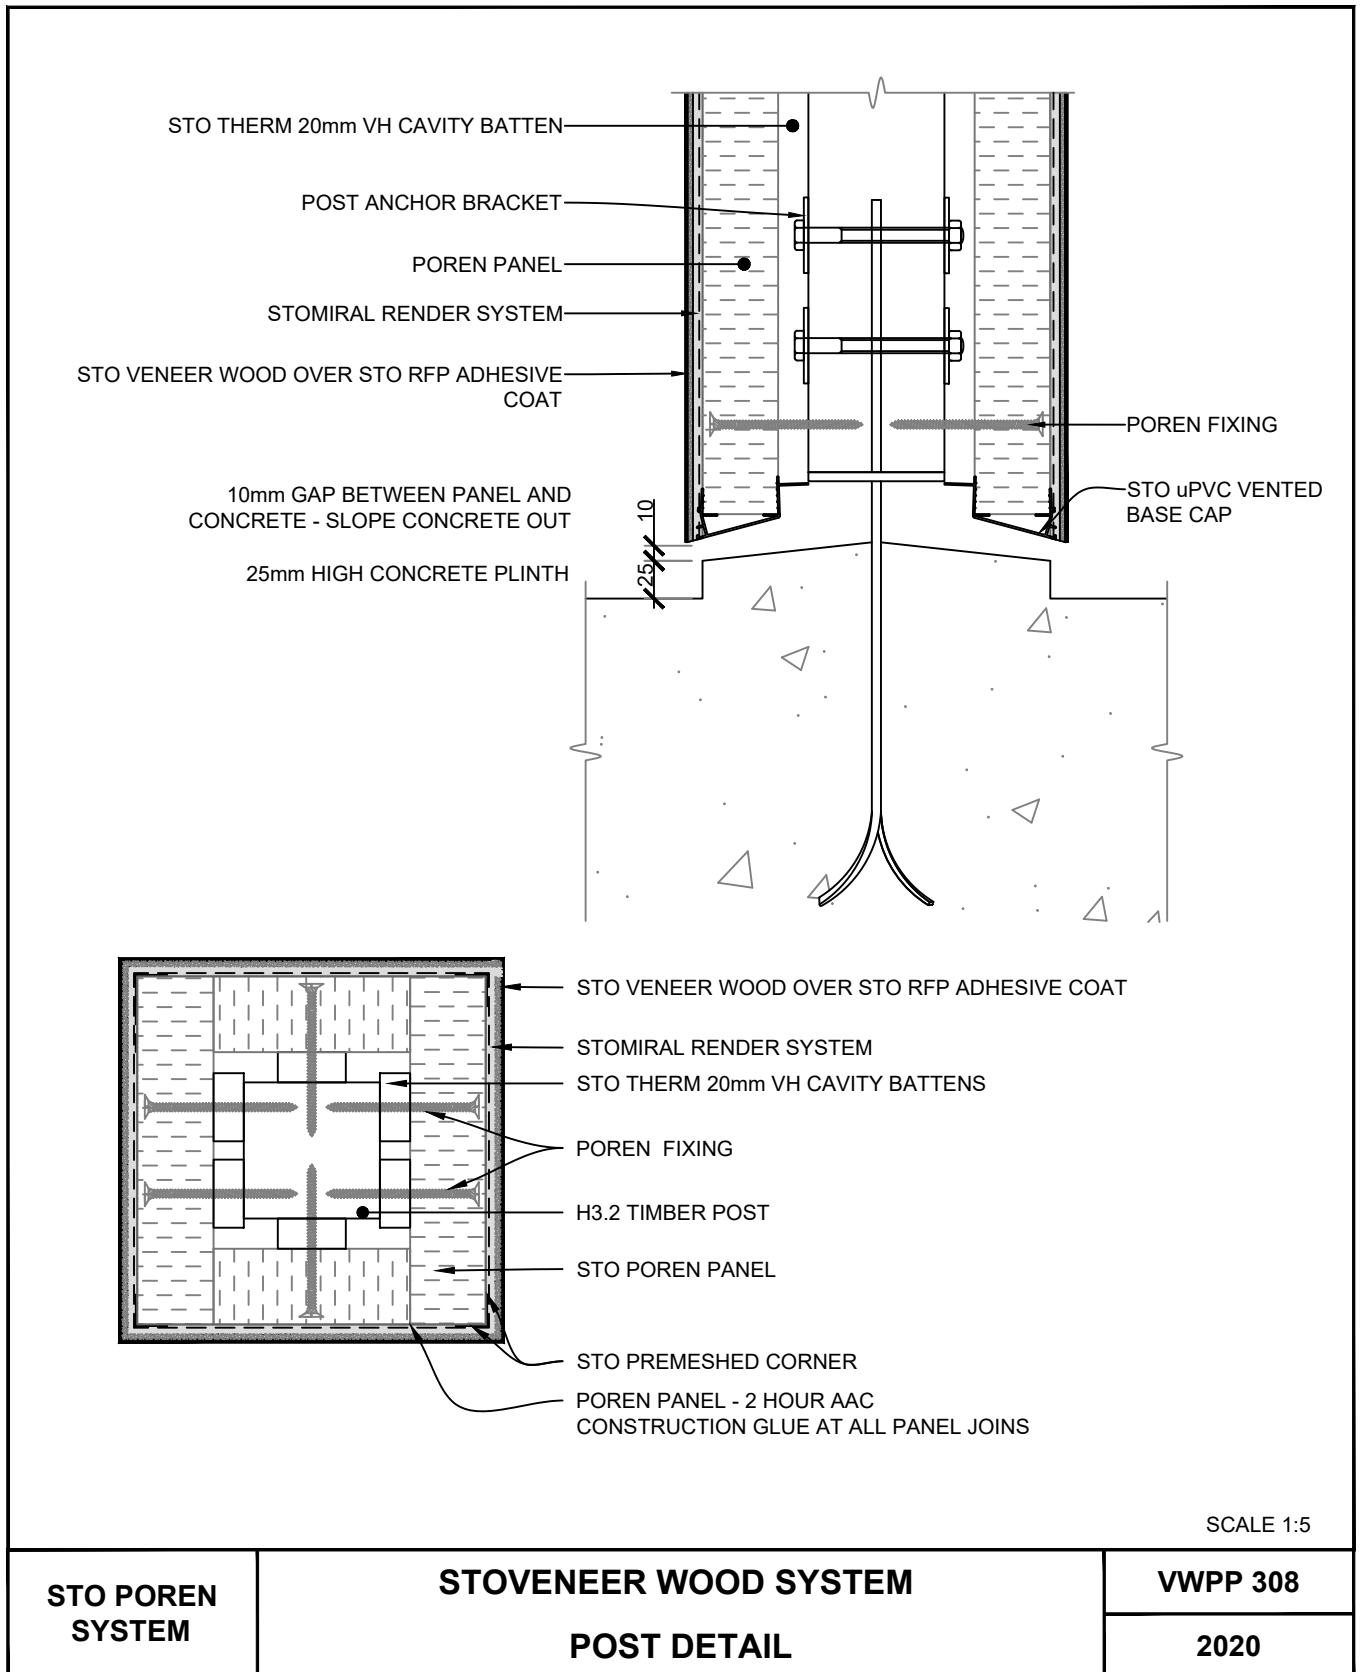 STO THERM 20mm VH CAVITY BATTEN
POST ANCHOR BRACKET
POREN PANEL
STOMIRAL RENDER SYSTEM
STO VENEER WOOD OVER STO RFP ADHESIVE
COAT
POREN FIXING
STO uPVC VENTED
BASE CAP
10mm GAP BETWEEN PANEL AND
CONCRETE - SLOPE CONCRETE OUT
10
25mm HIGH CONCRETE PLINTH
25
STO VENEER WOOD OVER STO RFP ADHESIVE COAT
STOMIRAL RENDER SYSTEM
STO THERM 20mm VH CAVITY BATTENS
POREN FIXING
H3.2 TIMBER POST
STO POREN PANEL
STO PREMESHED CORNER
POREN PANEL - 2 HOUR AAC
CONSTRUCTION GLUE AT ALL PANEL JOINS
SCALE 1:5
STO POREN
SYSTEM
STOVENEER WOOD SYSTEM
POST DETAIL
VWPP 308
2020